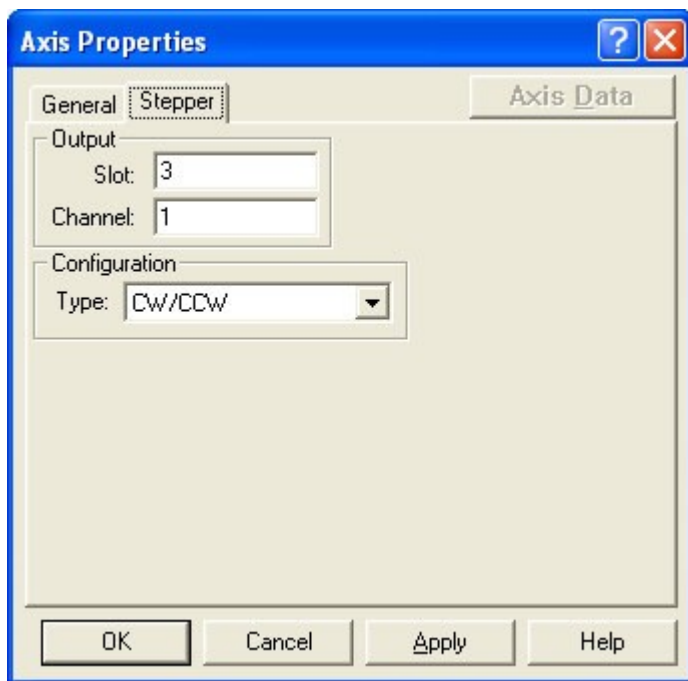 Axis Properties
?
General Stepper Axis Data
Output
Slot: 3
Channel: 1
Configuration
Type: CW/CCW
OK Cancel Apply Help